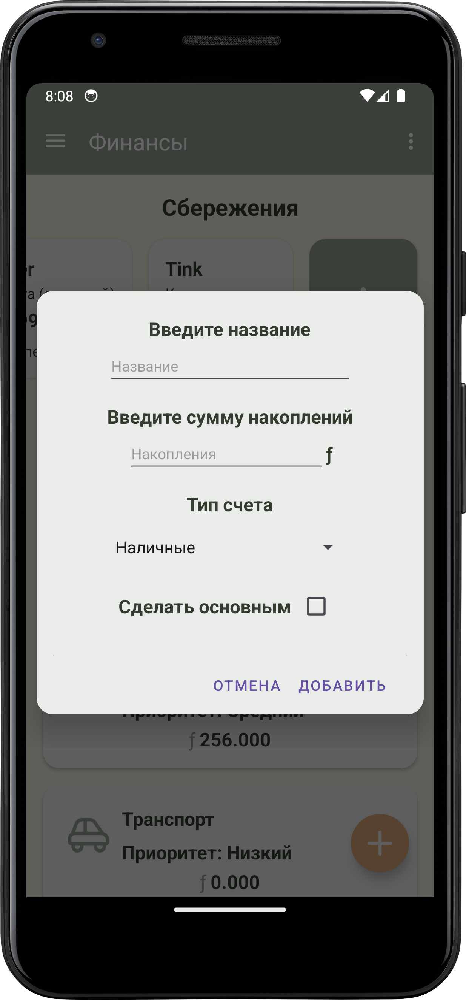 8:08
Финансы
Сбережения
Tink
Введите название
Название
Введите сумму накоплений
Накопления ƒ
Тип счета
Наличные
Сделать основным
ОТМЕНА ДОБАВИТЬ
ƒ 256.000
Транспорт
Приоритет: Низкий
ƒ 0.000